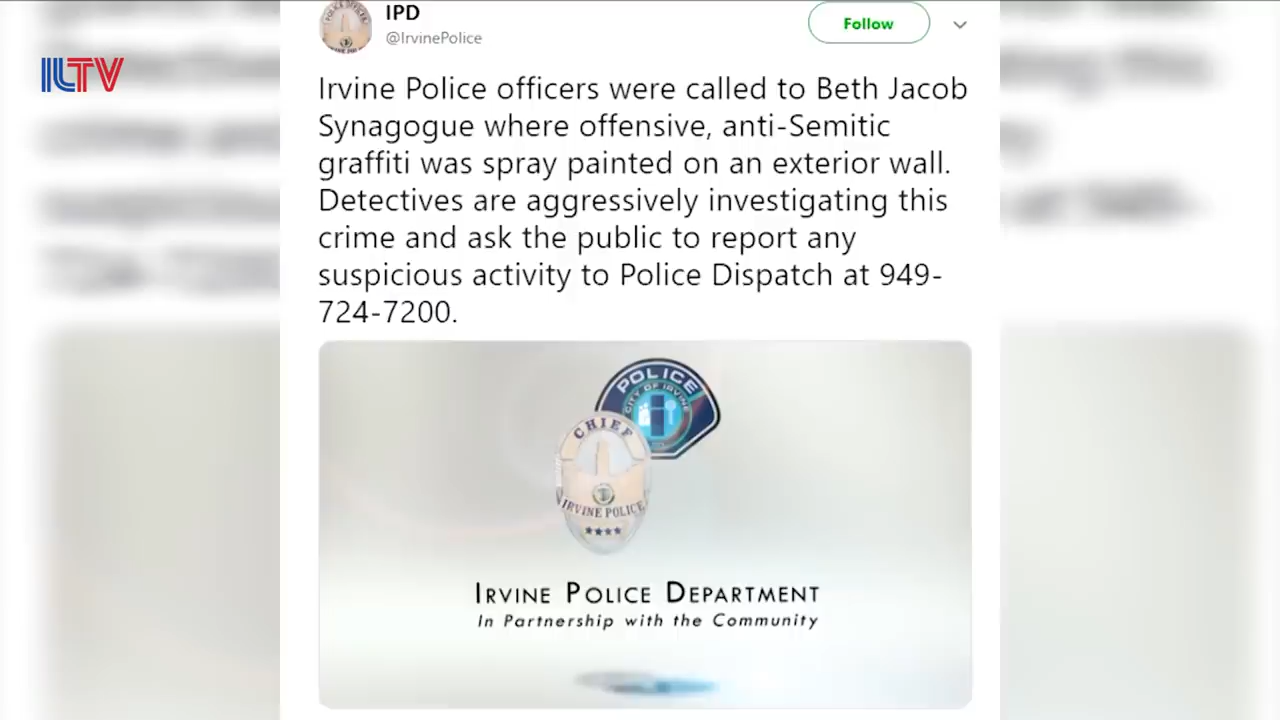 IPD
@IrvinePolice
Follow
ILTV
Irvine Police officers were called to Beth Jacob
Synagogue where offensive, anti-Semitic
graffiti was spray painted on an exterior wall.
Detectives are aggressively investigating this
crime and ask the public to report any
suspicious activity to Police Dispatch at 949-
724-7200.
POLICE
CITY OF IRVINE
CHIEF
IRVINE POLICE
IRVINE POLICE DEPARTMENT
In Partnership with the Community